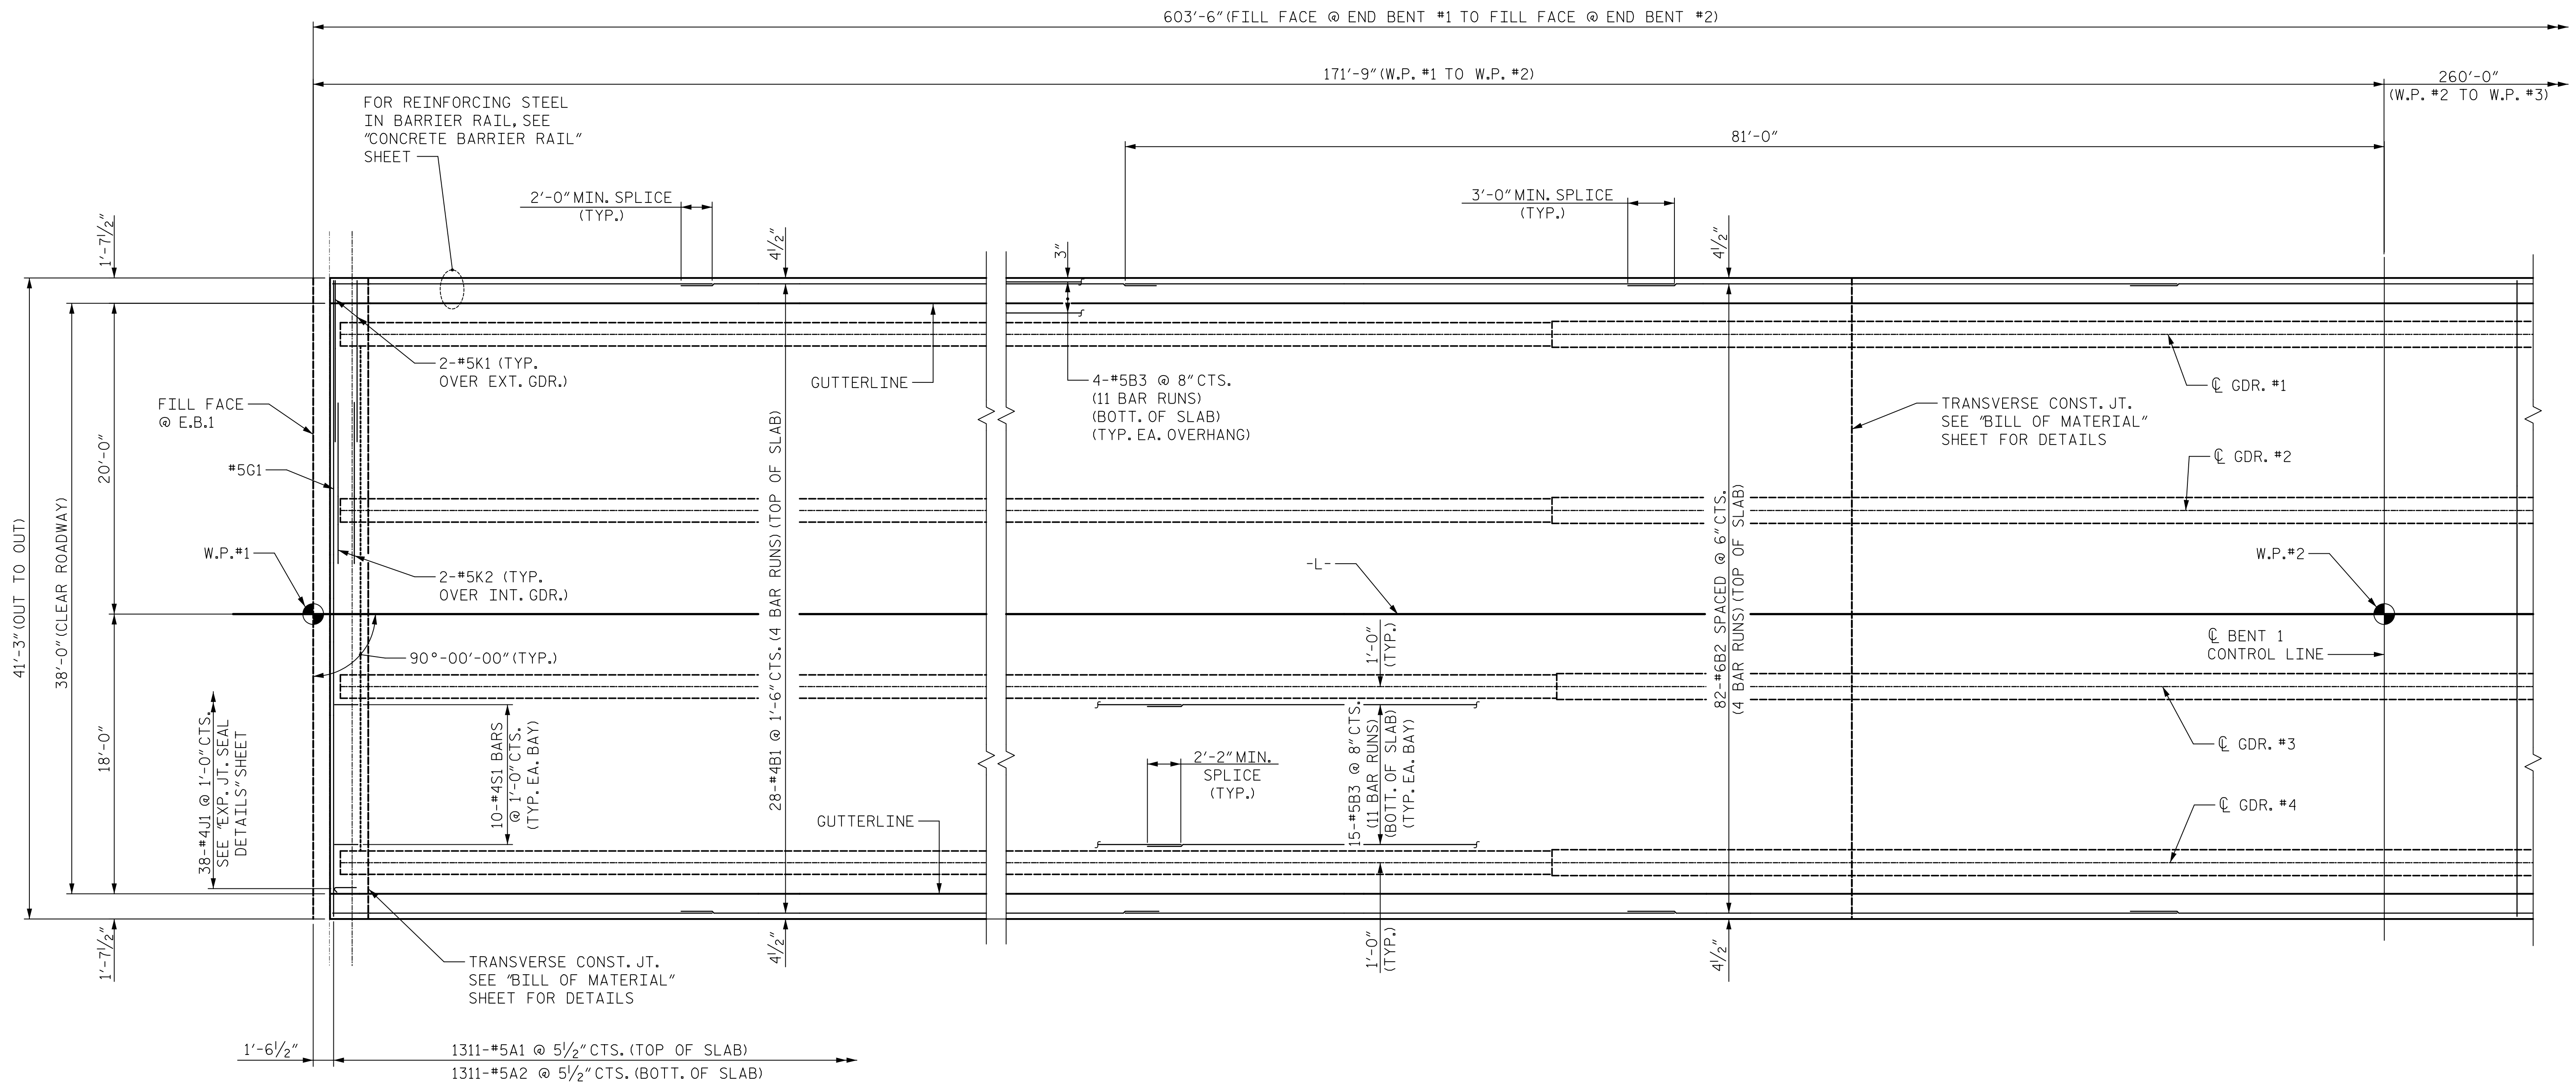 603'-6" (FILL FACE @ END BENT #1 TO FILL FACE @ END BENT #2)
171'-9" (W.P. #1 TO W.P. #2)
260'-0"
(W.P. #2 TO W.P. #3)
FOR REINFORCING STEEL
IN BARRIER RAIL, SEE
"CONCRETE BARRIER RAIL"
SHEET
81'-0"
2'-0" MIN. SPLICE
(TYP.)
3'-0" MIN. SPLICE
(TYP.)
1'-7½"
4½"
3"
4½"
2-#5K1 (TYP.
OVER EXT. GDR.)
GUTTERLINE
4-#5B3 @ 8" CTS.
(11 BAR RUNS)
(BOTT. OF SLAB)
(TYP. EA. OVERHANG)
℄ GDR. #1
FILL FACE
@ E.B.1
TRANSVERSE CONST. JT.
SEE "BILL OF MATERIAL"
SHEET FOR DETAILS
20'-0"
#5G1
℄ GDR. #2
41'-3" (OUT TO OUT)
38'-0" (CLEAR ROADWAY)
28-#4B1 @ 1'-6" CTS. (4 BAR RUNS) (TOP OF SLAB)
82-#6B2 SPACED @ 6" CTS.
(4 BAR RUNS) (TOP OF SLAB)
W.P.#1
2-#5K2 (TYP.
OVER INT. GDR.)
-L-
W.P.#2
℄ BENT 1
CONTROL LINE
90°-00'-00" (TYP.)
1'-0"
(TYP.)
18'-0"
38-#4J1 @ 1'-0" CTS.
SEE "EXP. JT. SEAL
DETAILS" SHEET
10-#4S1 BARS
@ 1'-0" CTS.
(TYP. EA. BAY)
2'-2" MIN.
SPLICE
(TYP.)
15-#5B3 @ 8" CTS.
(11 BAR RUNS)
(BOTT. OF SLAB)
(TYP. EA. BAY)
℄ GDR. #3
℄ GDR. #4
GUTTERLINE
1'-7½"
4½"
1'-0"
(TYP.)
4½"
TRANSVERSE CONST. JT.
SEE "BILL OF MATERIAL"
SHEET FOR DETAILS
1'-6½"
1311-#5A1 @ 5½" CTS. (TOP OF SLAB)
1311-#5A2 @ 5½" CTS. (BOTT. OF SLAB)